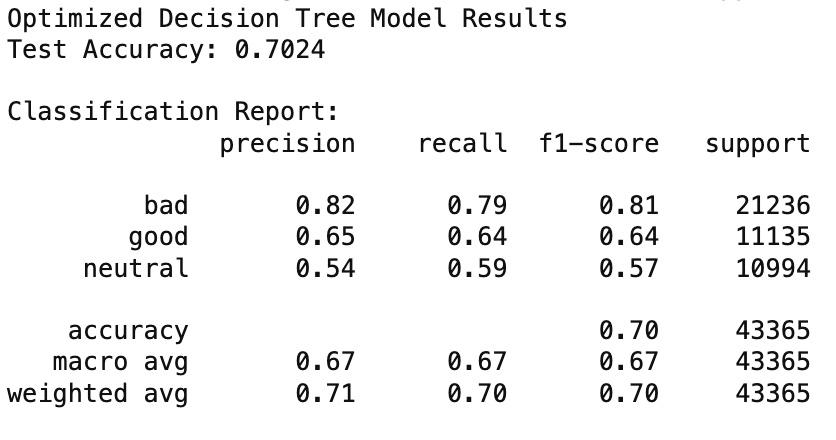 Optimized Decision Tree Model Results
Test Accuracy: 0.7024
Classification Report:
precision recall f1-score support
bad 0.82 0.79 0.81 21236
good 0.65 0.64 0.64 11135
neutral 0.54 0.59 0.57 10994
accuracy 0.70 43365
macro avg 0.67 0.67 0.67 43365
weighted avg 0.71 0.70 0.70 43365